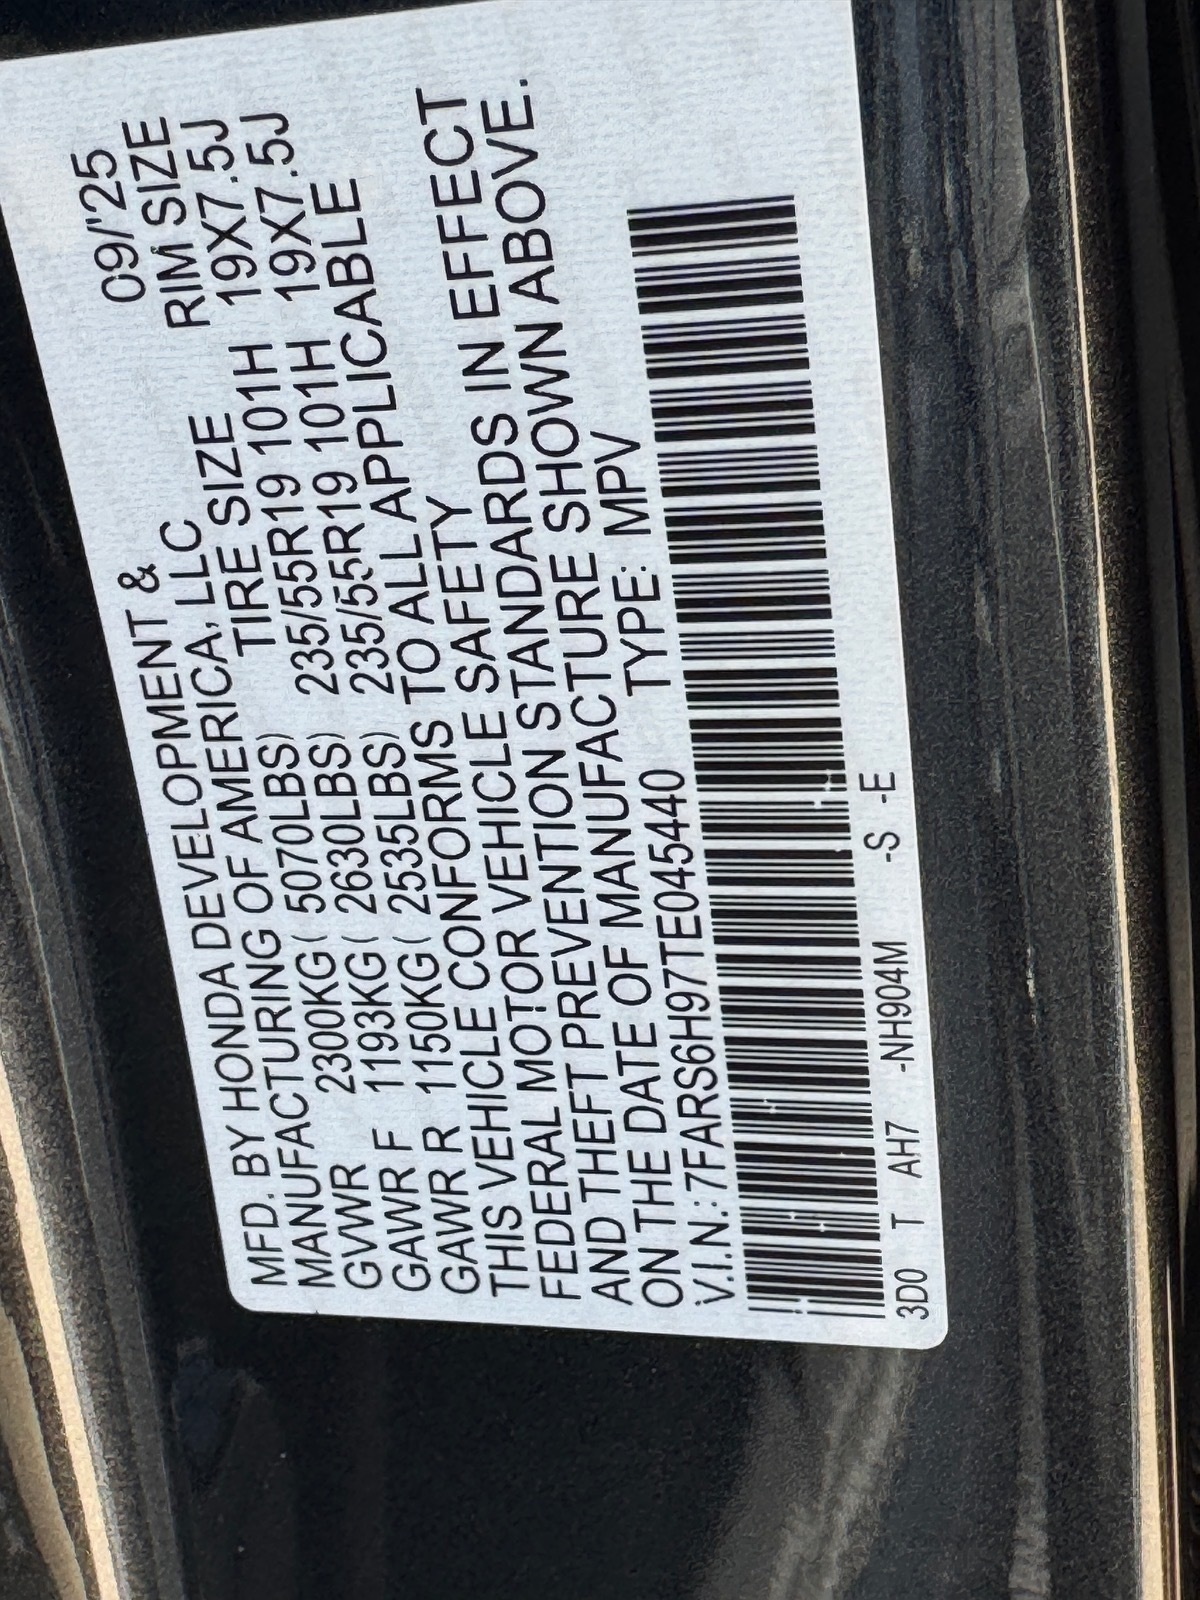 MFD. BY HONDA DEVELOPMENT & 09/'25
MANUFACTURING OF AMERICA, LLC RIM SIZE
TIRE SIZE
GVWR 2300KG( 5070LBS) 235/55R19 101H 19X7.5J
GAWR F 1193KG( 2630LBS) 235/55R19 101H 19X7.5J
GAWR R 1150KG( 2535LBS)
THIS VEHICLE CONFORMS TO ALL APPLICABLE
FEDERAL MOTOR VEHICLE SAFETY
AND THEFT PREVENTION STANDARDS IN EFFECT
ON THE DATE OF MANUFACTURE SHOWN ABOVE.
V.I.N.:7FARS6H97TE045440 TYPE: MPV
3D0 T AH7 -NH904M -S -E